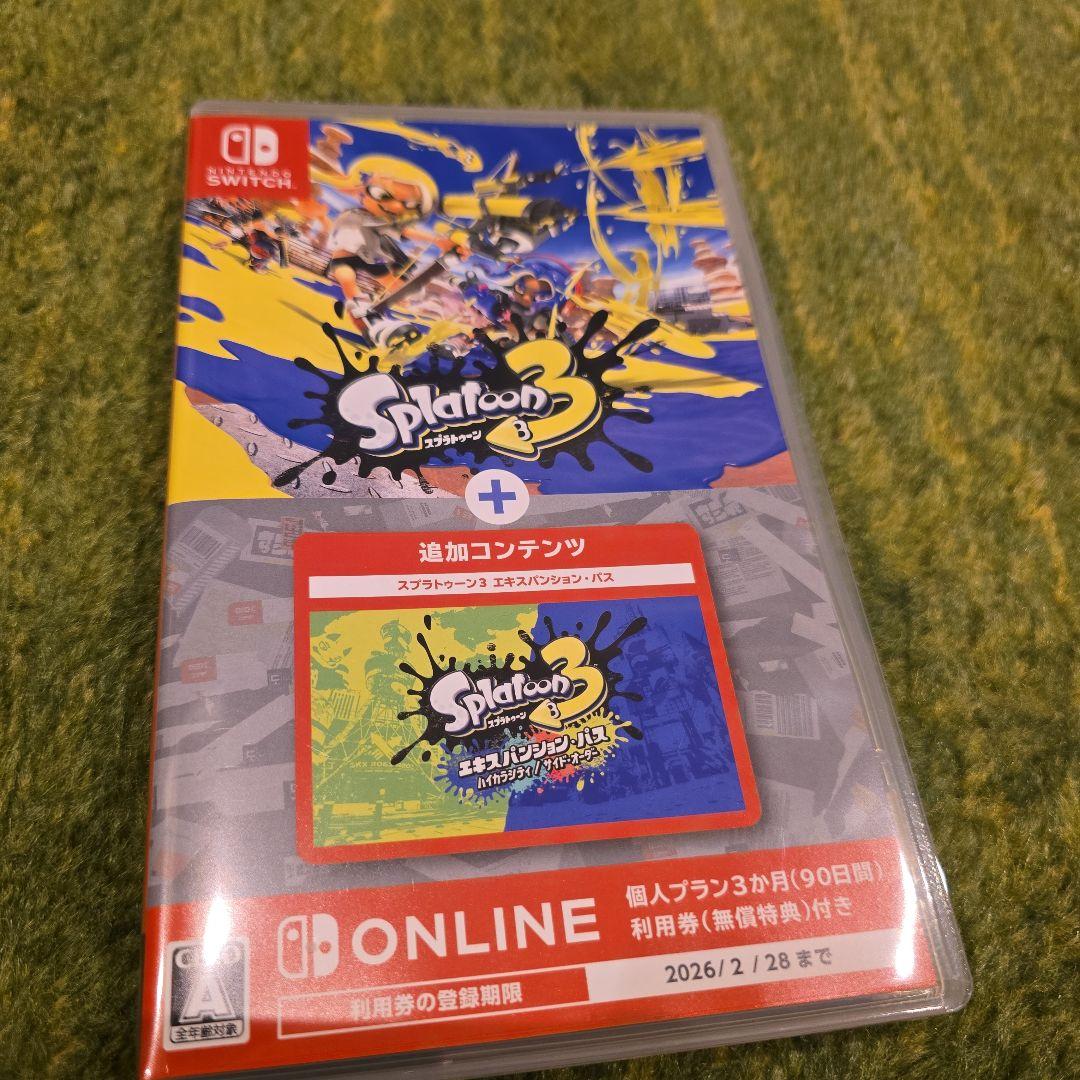 NINTENDO
SWITCH
Splatoon3
スプラトゥーン
+
追加コンテンツ
スプラトゥーン3 エキスパンション・パス
Splatoon3
スプラトゥーン
エキスパンション・パス
ハイカラシティ/サイド・オーダー
ONLINE
個人プラン3か月(90日間)
利用券(無償特典)付き
利用券の登録期限
2026/2/28まで
CERO
A
全年齢対象